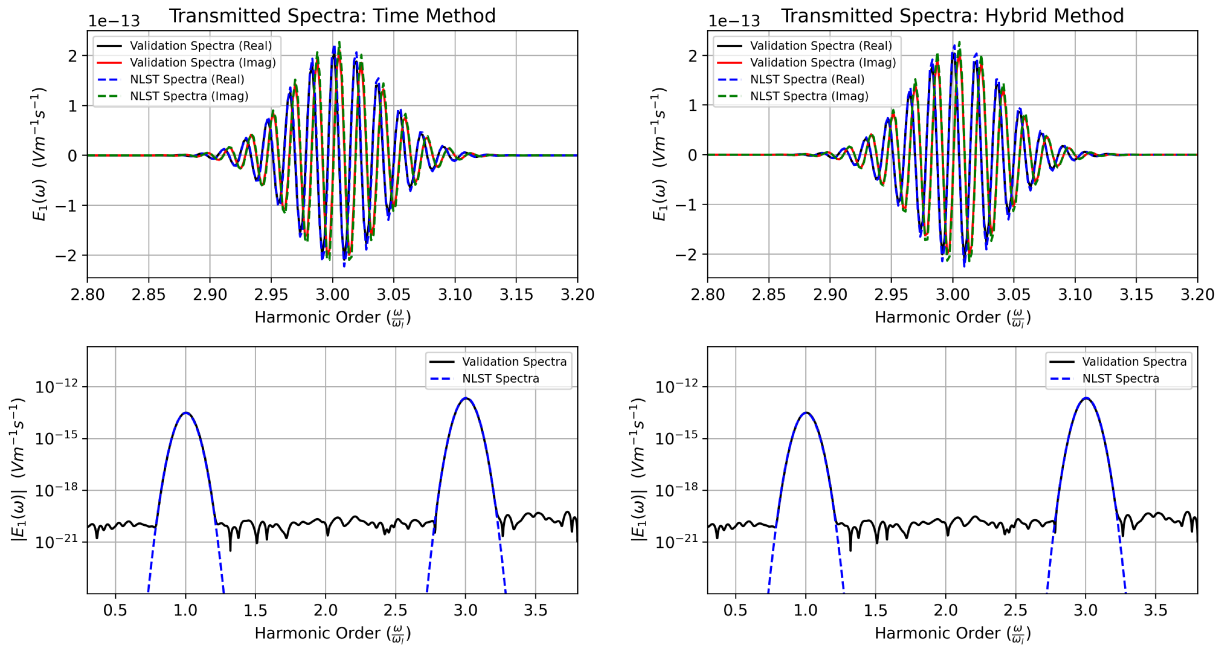 Transmitted Spectra: Time Method
1e−13
Validation Spectra (Real)
Validation Spectra (Imag)
NLST Spectra (Real)
NLST Spectra (Imag)
2
1
0
−1
−2
E₁(ω) (Vm⁻¹s⁻¹)
2.80 2.85 2.90 2.95 3.00 3.05 3.10 3.15 3.20
Harmonic Order (ω/ωₗ)
Transmitted Spectra: Hybrid Method
1e−13
Validation Spectra (Real)
Validation Spectra (Imag)
NLST Spectra (Real)
NLST Spectra (Imag)
2
1
0
−1
−2
E₁(ω) (Vm⁻¹s⁻¹)
2.80 2.85 2.90 2.95 3.00 3.05 3.10 3.15 3.20
Harmonic Order (ω/ωₗ)
Validation Spectra
NLST Spectra
10⁻¹²
10⁻¹⁵
10⁻¹⁸
10⁻²¹
|E₁(ω)| (Vm⁻¹s⁻¹)
0.5 1.0 1.5 2.0 2.5 3.0 3.5
Harmonic Order (ω/ωₗ)
Validation Spectra
NLST Spectra
10⁻¹²
10⁻¹⁵
10⁻¹⁸
10⁻²¹
|E₁(ω)| (Vm⁻¹s⁻¹)
0.5 1.0 1.5 2.0 2.5 3.0 3.5
Harmonic Order (ω/ωₗ)